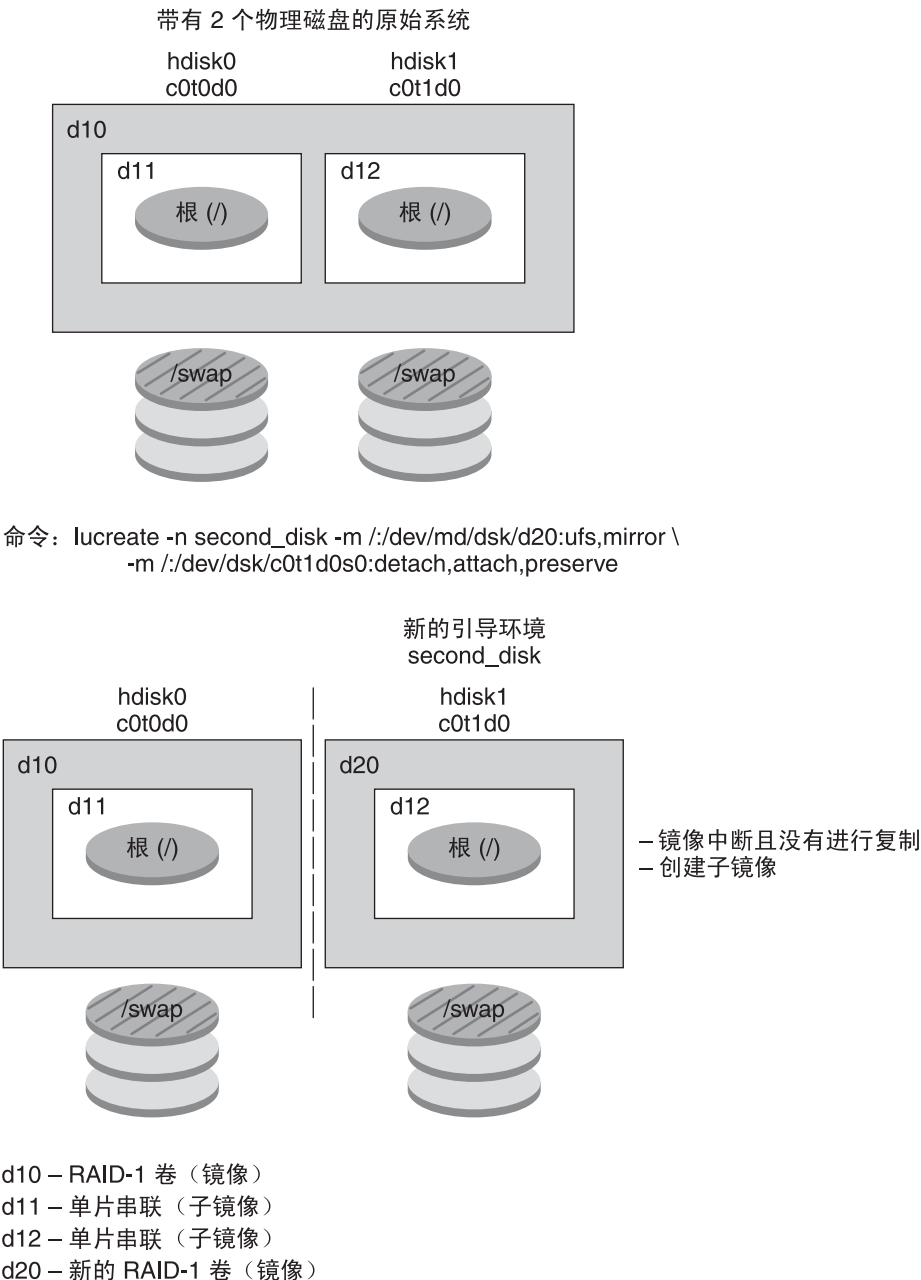 带有 2 个物理磁盘的原始系统
hdisk0
c0t0d0
hdisk1
c0t1d0
d10
d11
根 (/)
d12
根 (/)
/swap
/swap
命令：lucreate -n second_disk -m /:/dev/md/dsk/d20:ufs,mirror \
-m /:/dev/dsk/c0t1d0s0:detach,attach,preserve
新的引导环境
second_disk
hdisk0
c0t0d0
hdisk1
c0t1d0
d10
d11
根 (/)
d20
d12
根 (/)
– 镜像中断且没有进行复制
– 创建子镜像
/swap
/swap
d10 – RAID-1 卷（镜像）
d11 – 单片串联（子镜像）
d12 – 单片串联（子镜像）
d20 – 新的 RAID-1 卷（镜像）